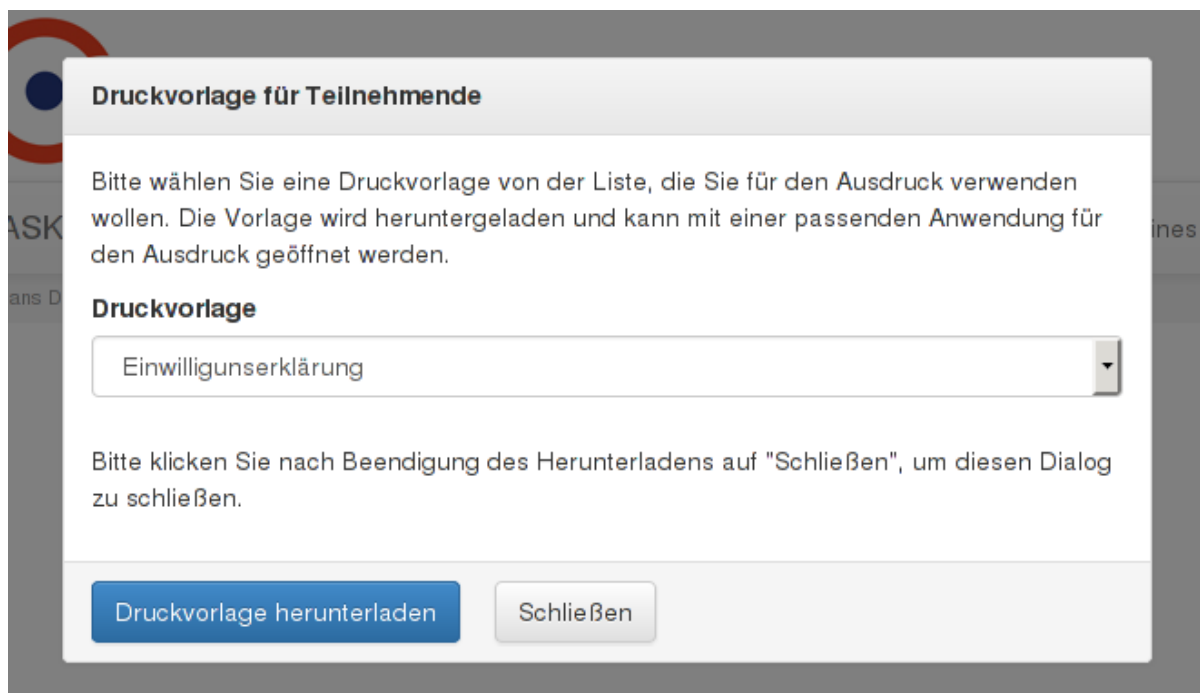 Druckvorlage für Teilnehmende
Bitte wählen Sie eine Druckvorlage von der Liste, die Sie für den Ausdruck verwenden
wollen. Die Vorlage wird heruntergeladen und kann mit einer passenden Anwendung für
den Ausdruck geöffnet werden.
ASK
ines
ans D
Druckvorlage
Einwilligunserklärung
Bitte klicken Sie nach Beendigung des Herunterladens auf "Schließen", um diesen Dialog
zu schließen.
Druckvorlage herunterladen
Schließen